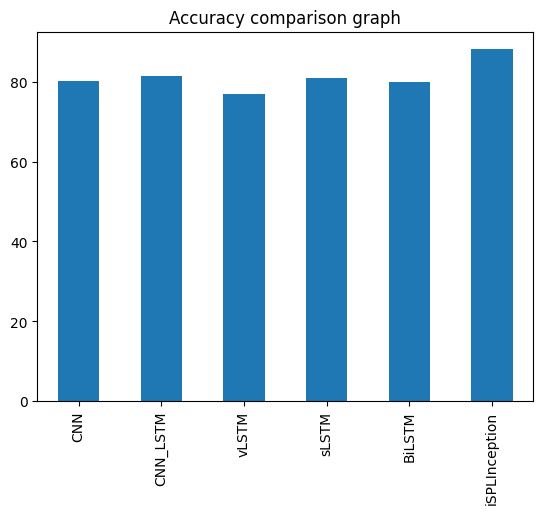 Accuracy comparison graph
80
60
40
20
0
CNN
CNN_LSTM
vLSTM
sLSTM
BiLSTM
iSPLInception